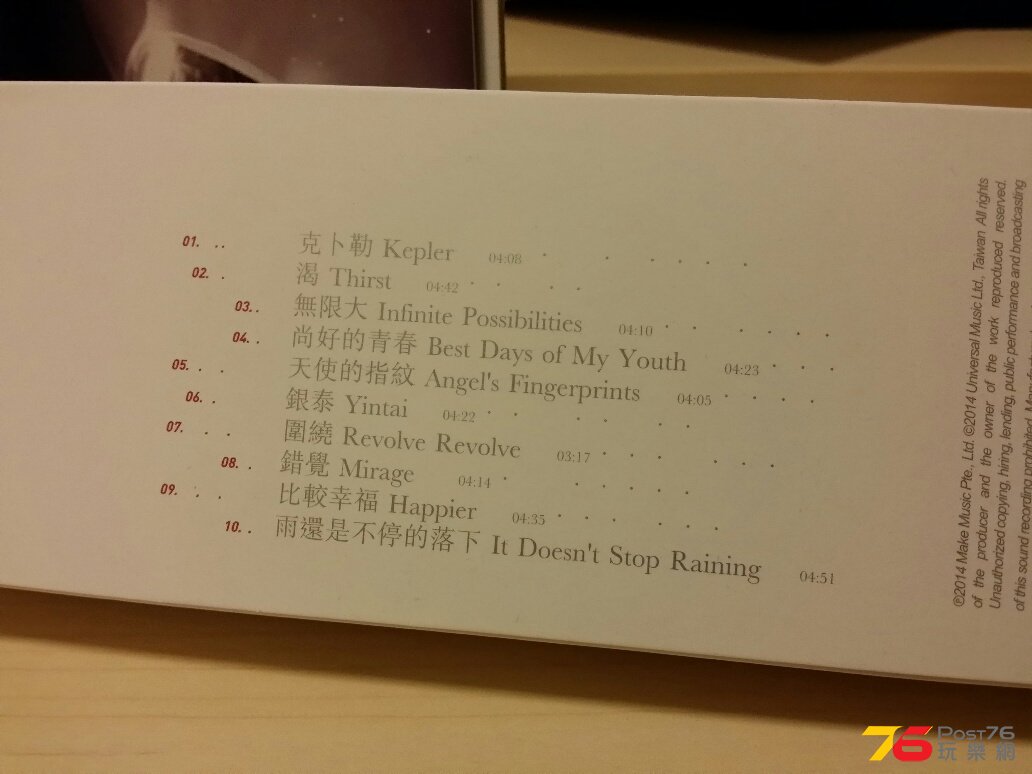 01. .. 克卜勒 Kepler 04:08
02. . 渴 Thirst 04:42
03. . 無限大 Infinite Possibilities 04:10
04. . 尚好的青春 Best Days of My Youth 04:23
05. . . 天使的指紋 Angel's Fingerprints 04:05
06. . 銀泰 Yintai 04:22
07. . . 圍繞 Revolve Revolve 03:17
08. . 錯覺 Mirage 04:14
09. . . 比較幸福 Happier 04:35
10. . 雨還是不停的落下 It Doesn't Stop Raining 04:51
©2014 Make Music Pte., Ltd. ©2014 Universal Music Ltd., Taiwan All rights
of the producer and the owner of the work reproduced reserved.
Unauthorized copying, hiring, lending, public performance and broadcasting
of this sound recording prohibited.
76 POST76
玩樂網